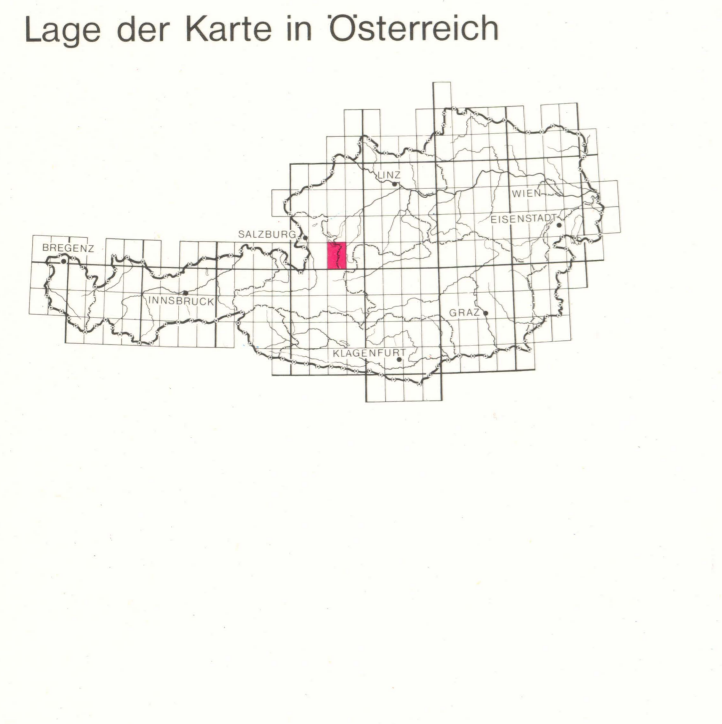 Lage der Karte in Österreich
LINZ
WIEN
EISENSTADT
SALZBURG
BREGENZ
INNSBRUCK
GRAZ
KLAGENFURT